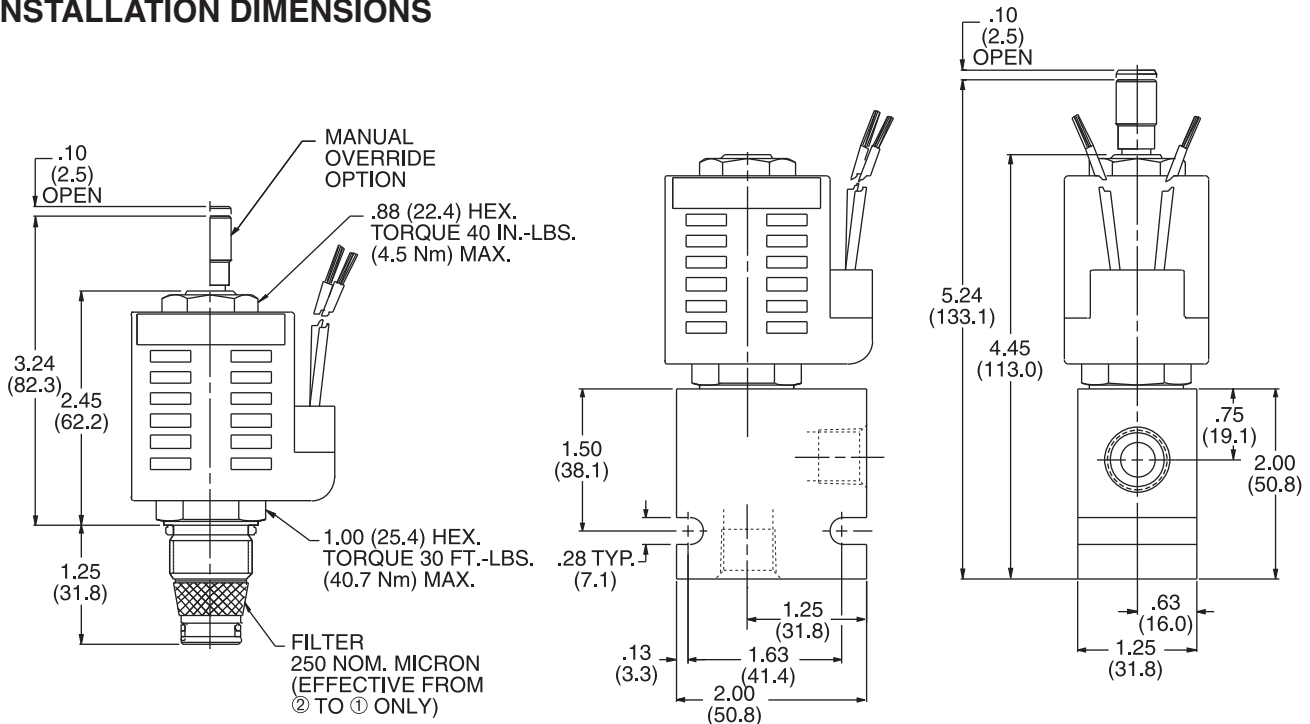 NSTALLATION DIMENSIONS
.10
(2.5)
OPEN
MANUAL
OVERRIDE
OPTION
.88 (22.4) HEX.
TORQUE 40 IN.-LBS.
(4.5 Nm) MAX.
3.24
(82.3)
2.45
(62.2)
1.25
(31.8)
1.00 (25.4) HEX.
TORQUE 30 FT.-LBS.
(40.7 Nm) MAX.
FILTER
250 NOM. MICRON
(EFFECTIVE FROM
② TO ① ONLY)
1.50
(38.1)
.28 TYP.
(7.1)
1.25
(31.8)
.13
(3.3)
1.63
(41.4)
2.00
(50.8)
.10
(2.5)
OPEN
5.24
(133.1)
4.45
(113.0)
.75
(19.1)
2.00
(50.8)
.63
(16.0)
1.25
(31.8)